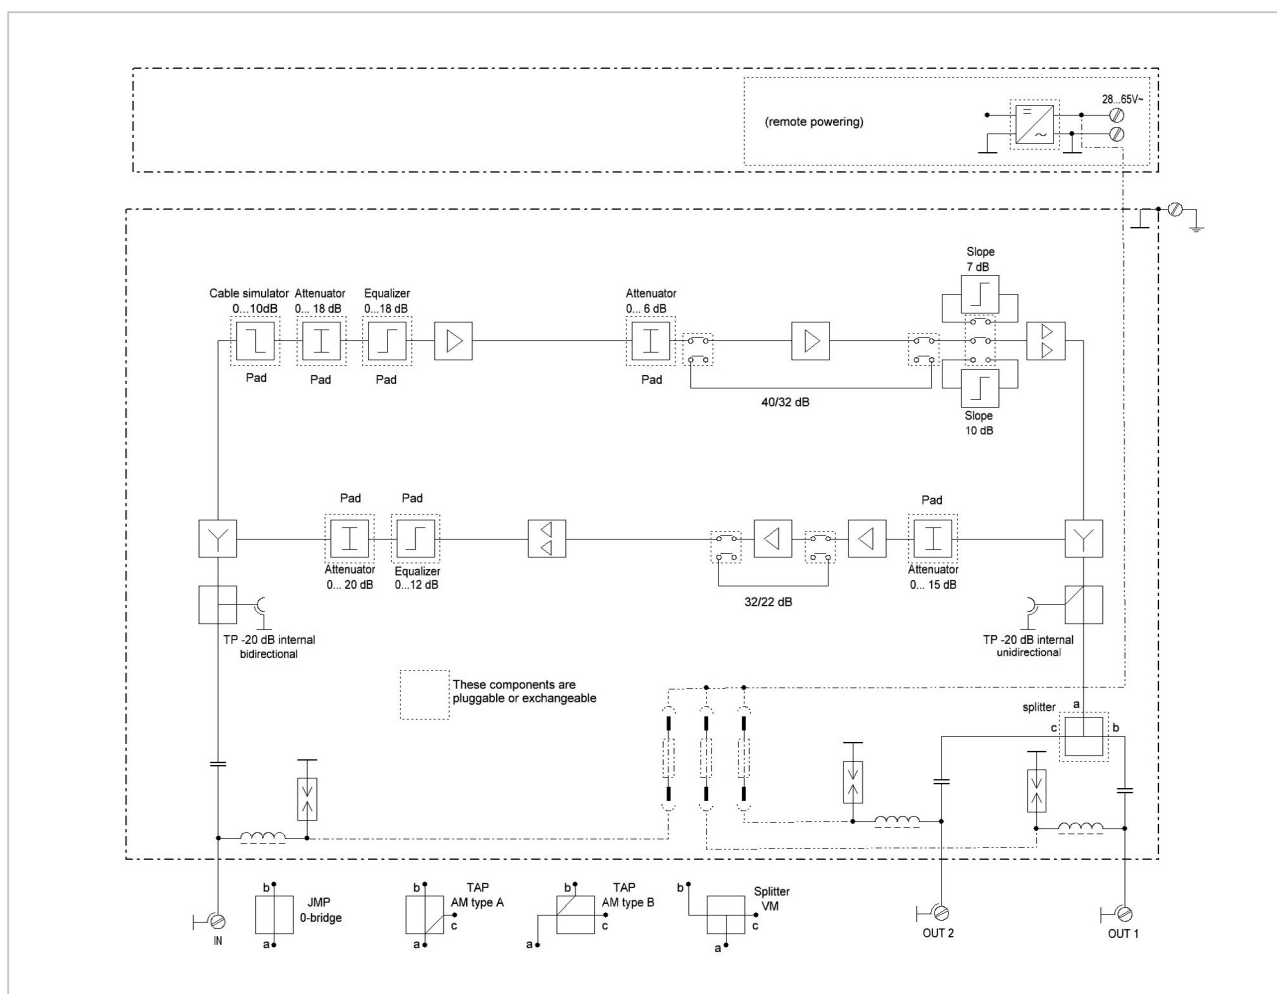 28...65V~
(remote powering)
Slope
7 dB
Cable simulator
0...10dB
Attenuator
0... 18 dB
Equalizer
0...18 dB
Attenuator
0... 6 dB
Pad
Pad
Pad
Pad
40/32 dB
Slope
10 dB
Pad
Pad
Pad
Attenuator
0... 20 dB
Equalizer
0...12 dB
Attenuator
0... 15 dB
32/22 dB
TP -20 dB internal
bidirectional
TP -20 dB internal
unidirectional
These components are
pluggable or exchangeable
splitter
a
c
b
b
JMP
0-bridge
a
b
TAP
AM type A
c
a
b
TAP
AM type B
c
a
b
Splitter
VM
c
a
IN
OUT 2
OUT 1